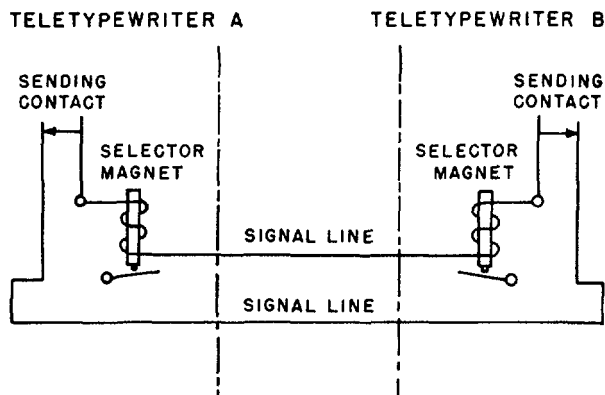 TELETYPEWRITER A
TELETYPEWRITER B
SENDING
CONTACT
SENDING
CONTACT
SELECTOR
MAGNET
SELECTOR
MAGNET
SIGNAL LINE
SIGNAL LINE